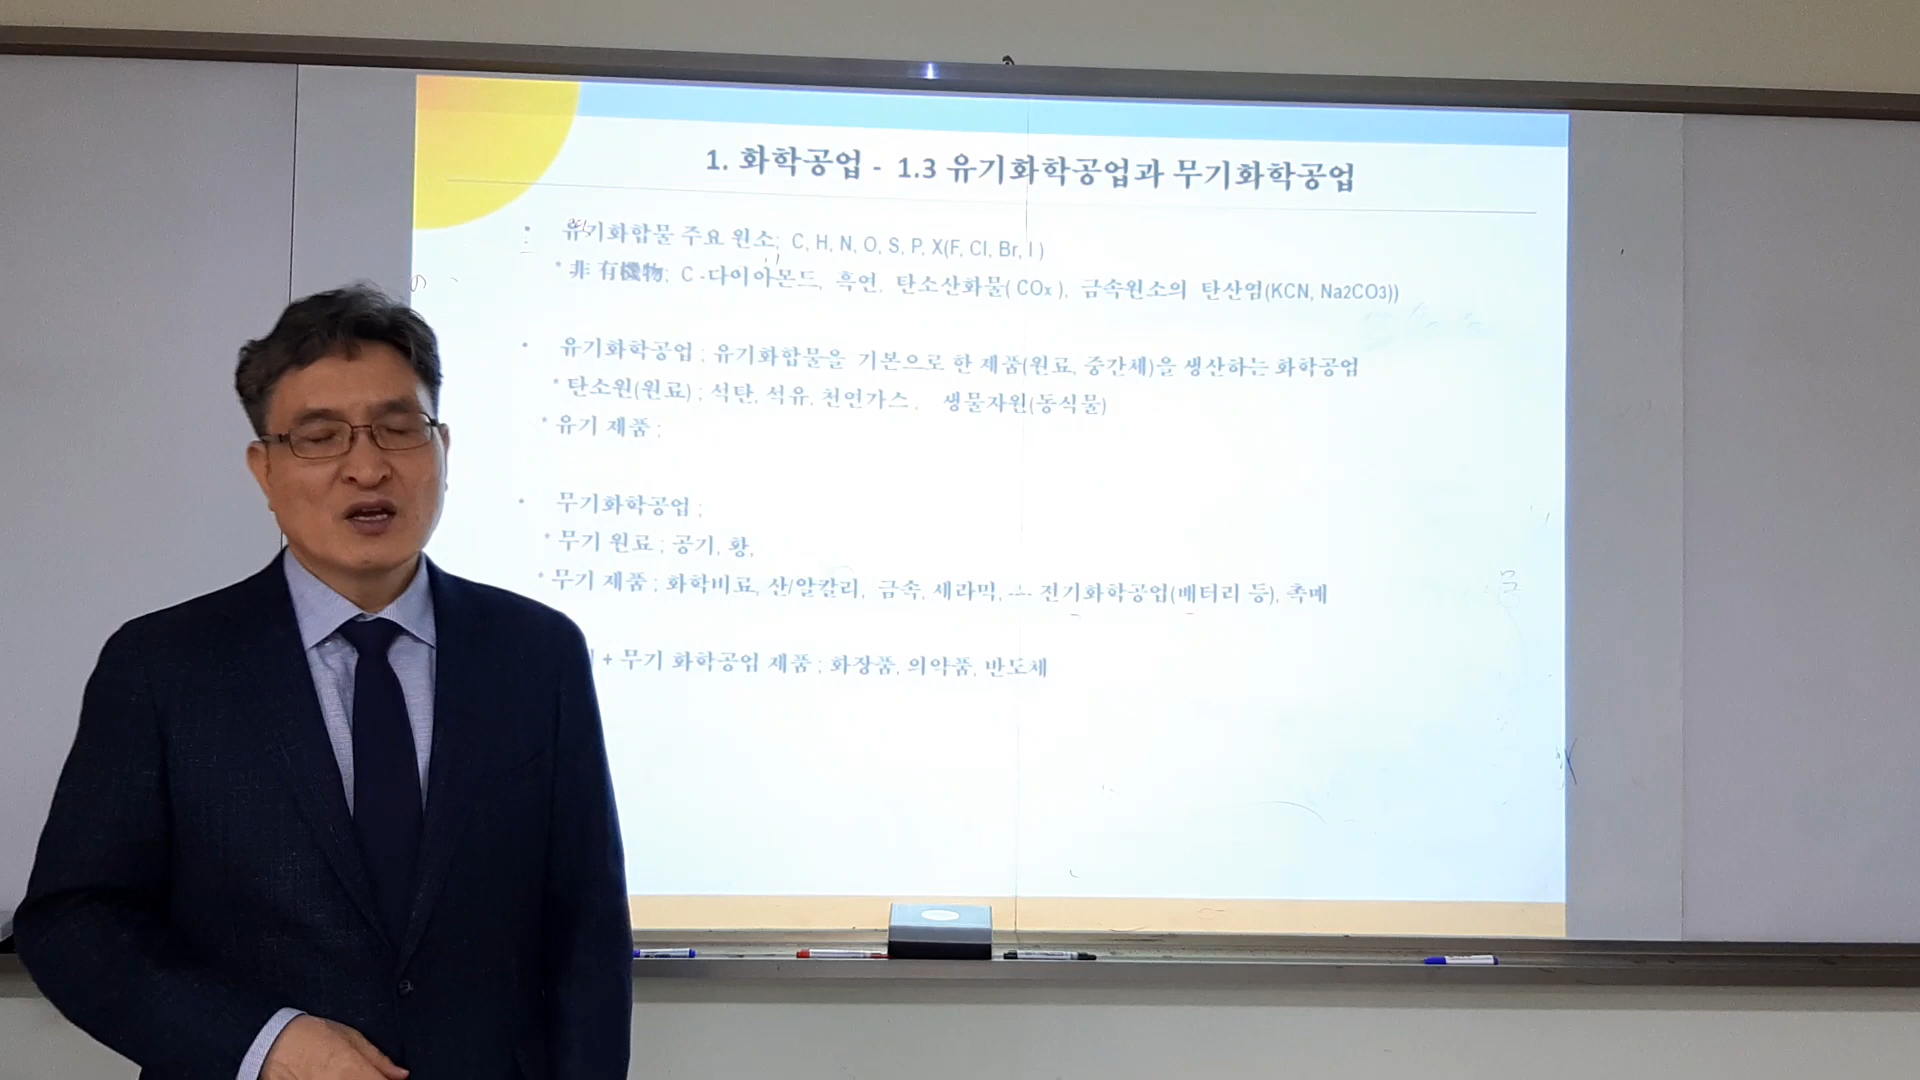 1. 화학공업 - 1.3 유기화학공업과 무기화학공업
• 유기화합물 주요 원소; C, H, N, O, S, P, X(F, Cl, Br, I )
* 非 有機物; C -다이아몬드, 흑연, 탄소산화물( COx ), 금속원소의 탄산염(KCN, Na2CO3))
• 유기화학공업 ; 유기화합물을 기본으로 한 제품(원료, 중간체)을 생산하는 화학공업
* 탄소원(원료) ; 석탄, 석유, 천연가스, 생물자원(동식물)
* 유기 제품 ;
• 무기화학공업 ;
* 무기 원료 ; 공기, 황,
* 무기 제품 ; 화학비료, 산/알칼리, 금속, 세라믹, 전기화학공업(배터리 등), 촉매
+ 무기 화학공업 제품 ; 화장품, 의약품, 반도체